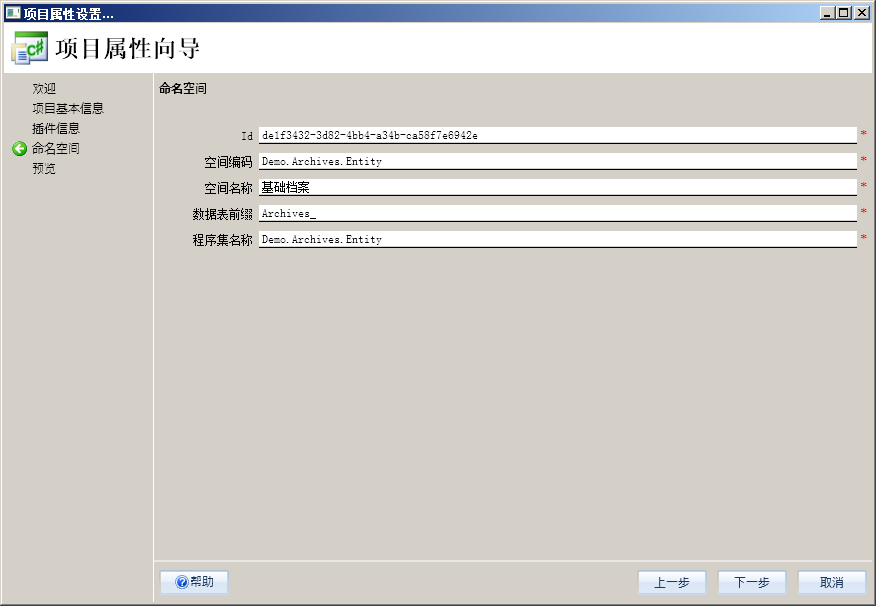 项目属性设置...
C#
项目属性向导
欢迎
项目基本信息
插件信息
命名空间
预览
命名空间
Id de1f3432-3d82-4bb4-a34b-ca58f7e6942e *
空间编码 Demo.Archives.Entity *
空间名称 基础档案 *
数据表前缀 Archives_ *
程序集名称 Demo.Archives.Entity *
帮助 上一步 下一步 取消